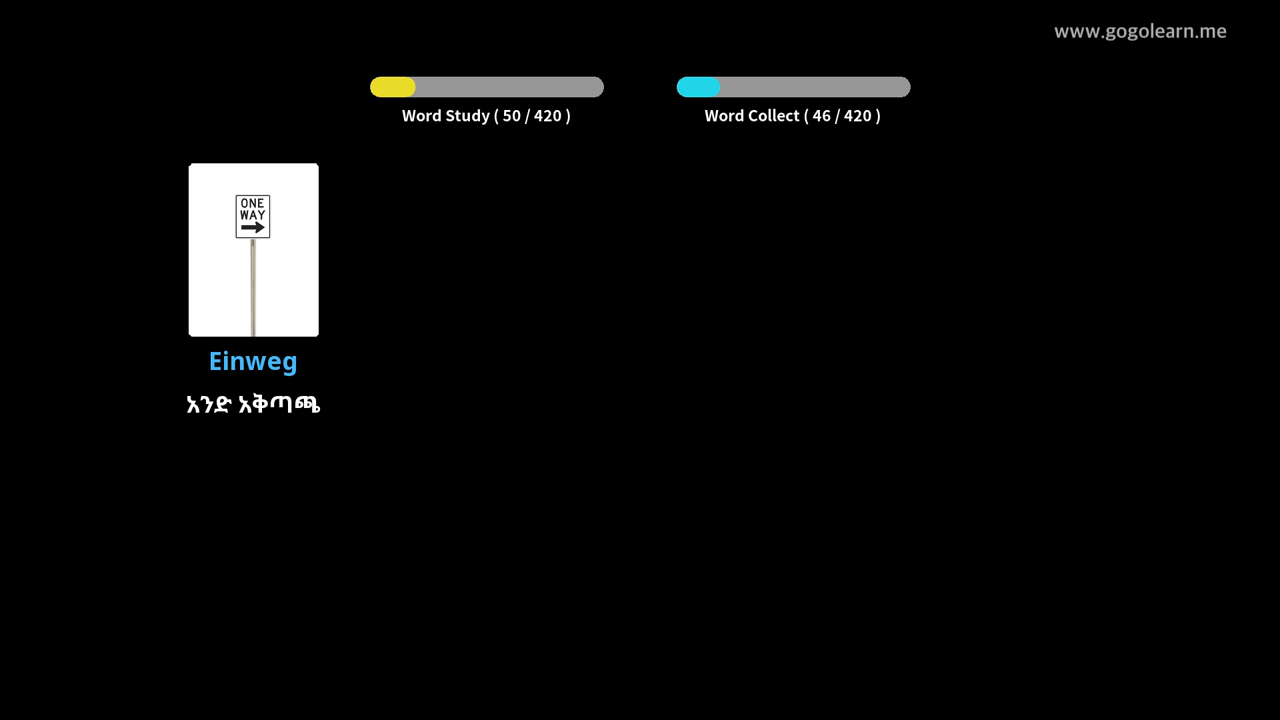 www.gogolearn.me
Word Study ( 50 / 420 )
Word Collect ( 46 / 420 )
ONE
WAY
Einweg
አንድ አቅጣጫ